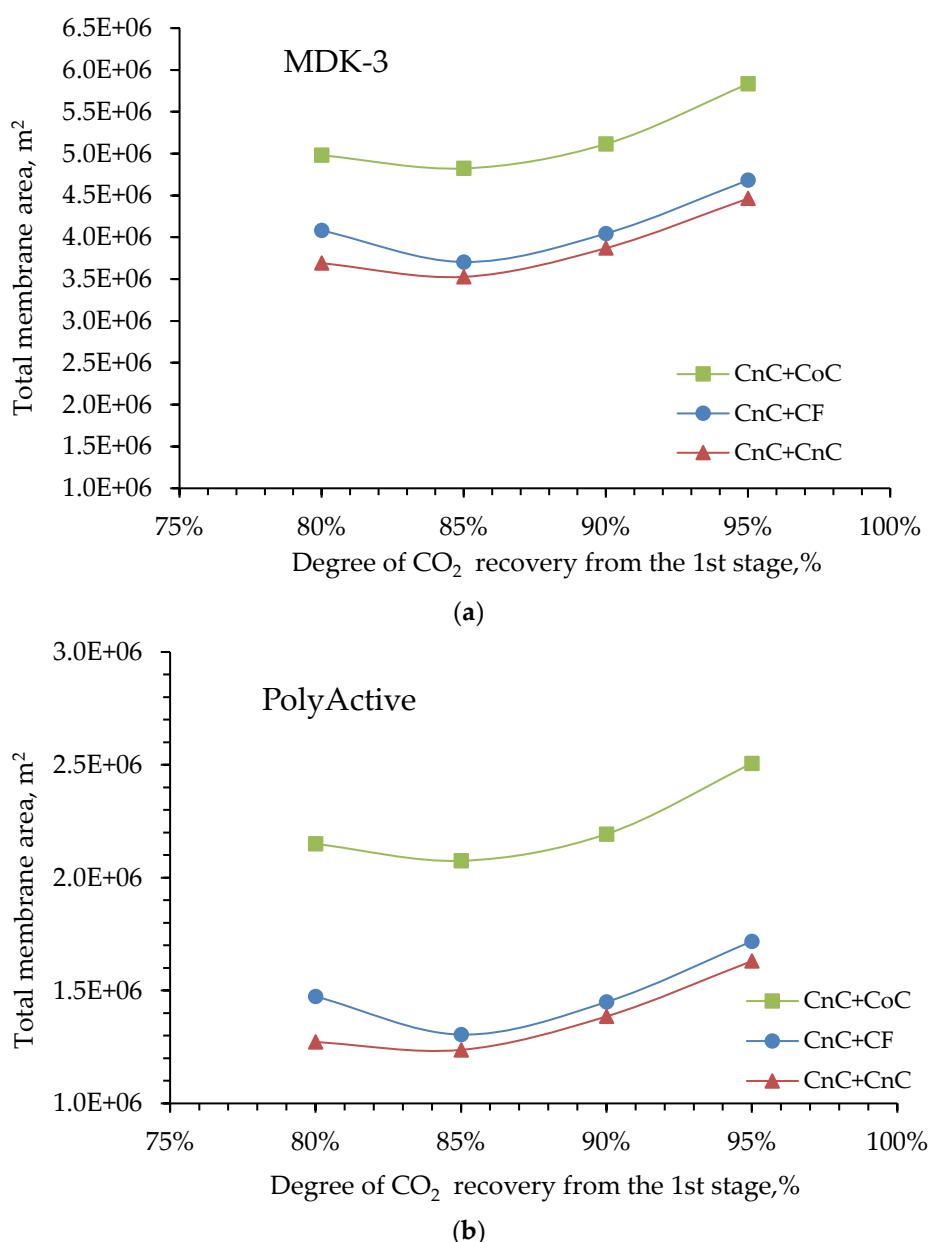 6.5E+06
6.0E+06
5.5E+06
5.0E+06
4.5E+06
4.0E+06
3.5E+06
3.0E+06
2.5E+06
2.0E+06
1.5E+06
1.0E+06
Total membrane area, m²
MDK-3
CnC+CoC
CnC+CF
CnC+CnC
75% 80% 85% 90% 95% 100%
Degree of CO₂ recovery from the 1st stage,%
(a)
3.0E+06
2.5E+06
2.0E+06
1.5E+06
1.0E+06
Total membrane area, m²
PolyActive
CnC+CoC
CnC+CF
CnC+CnC
75% 80% 85% 90% 95% 100%
Degree of CO₂ recovery from the 1st stage,%
(b)